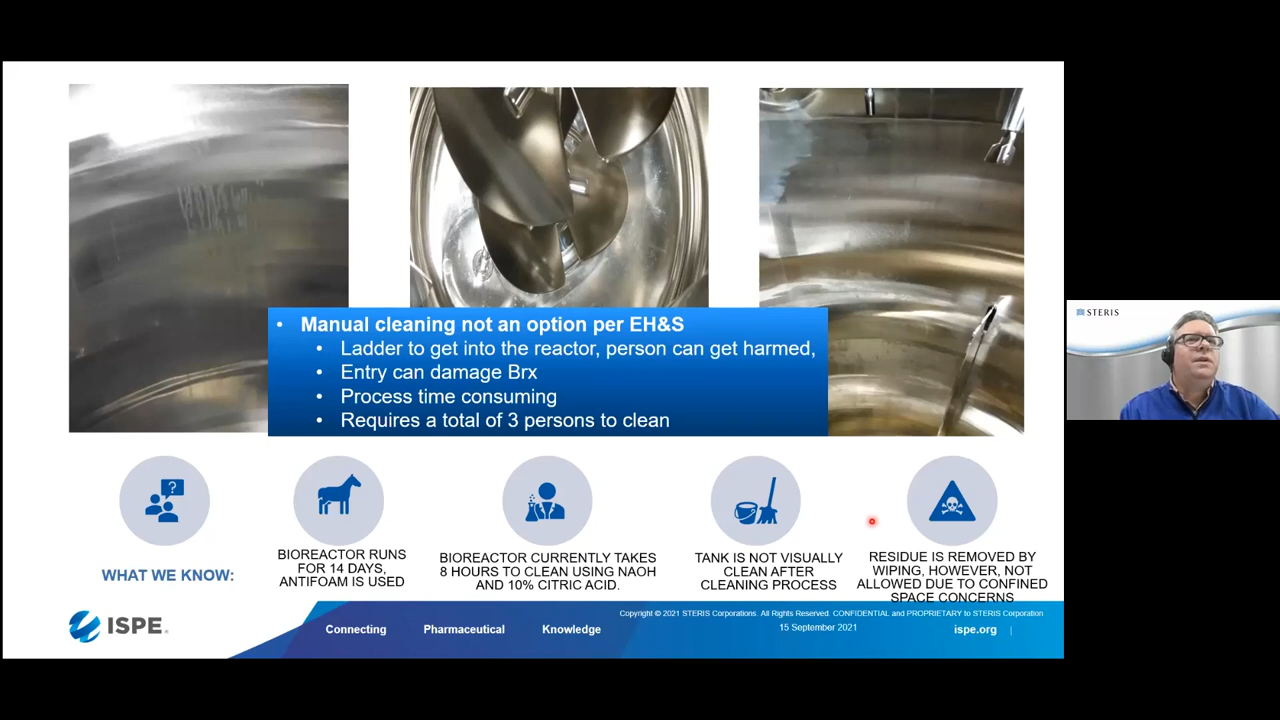 • Manual cleaning not an option per EH&S
• Ladder to get into the reactor, person can get harmed,
• Entry can damage Brx
• Process time consuming
• Requires a total of 3 persons to clean
?
WHAT WE KNOW:
BIOREACTOR RUNS
FOR 14 DAYS,
ANTIFOAM IS USED
BIOREACTOR CURRENTLY TAKES
8 HOURS TO CLEAN USING NAOH
AND 10% CITRIC ACID.
TANK IS NOT VISUALLY
CLEAN AFTER
CLEANING PROCESS
RESIDUE IS REMOVED BY
WIPING, HOWEVER, NOT
ALLOWED DUE TO CONFINED
SPACE CONCERNS
ISPE®
Connecting Pharmaceutical Knowledge
Copyright © 2021 STERIS Corporations. All Rights Reserved. CONFIDENTIAL and PROPRIETARY to STERIS Corporation
15 September 2021
ispe.org |
STERIS